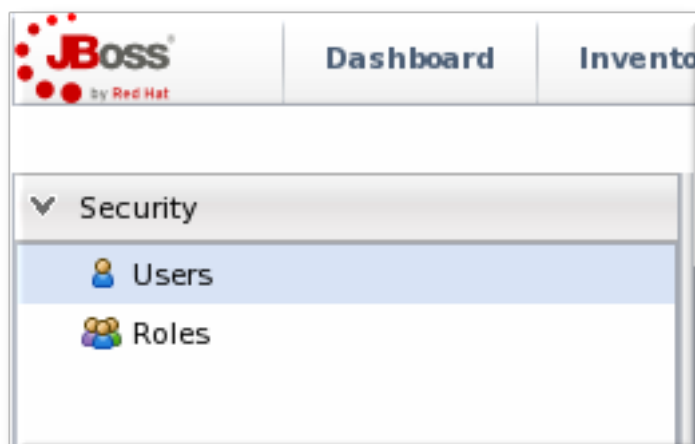 JBoss
by Red Hat
Dashboard
Invento
Security
Users
Roles